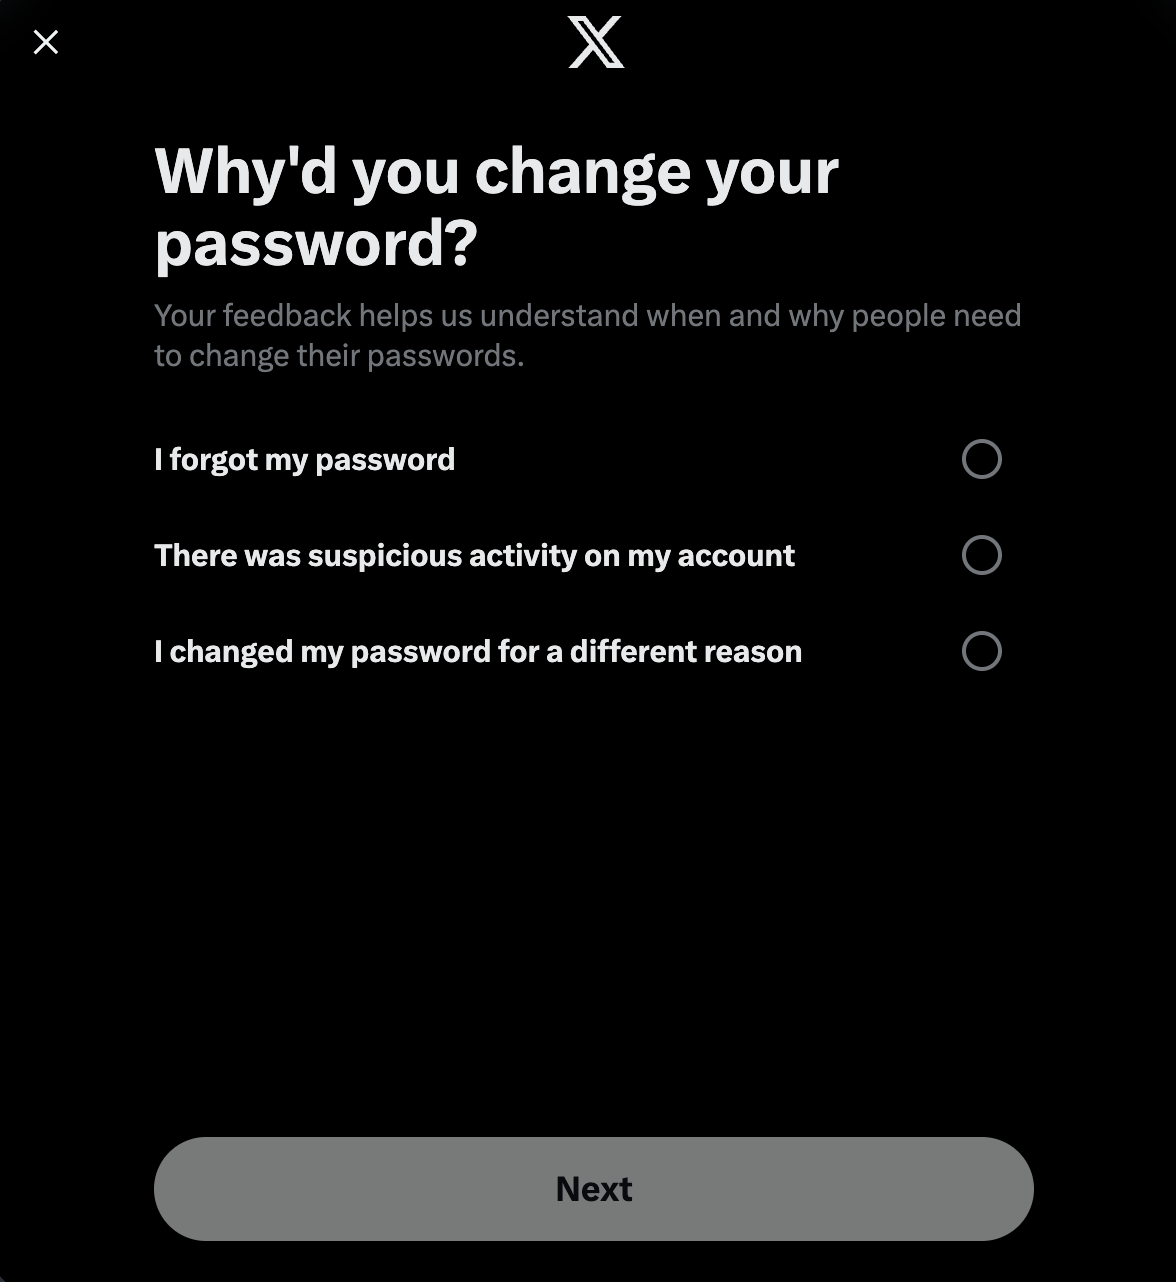 Why'd you change your
password?
Your feedback helps us understand when and why people need
to change their passwords.
I forgot my password
There was suspicious activity on my account
I changed my password for a different reason
Next